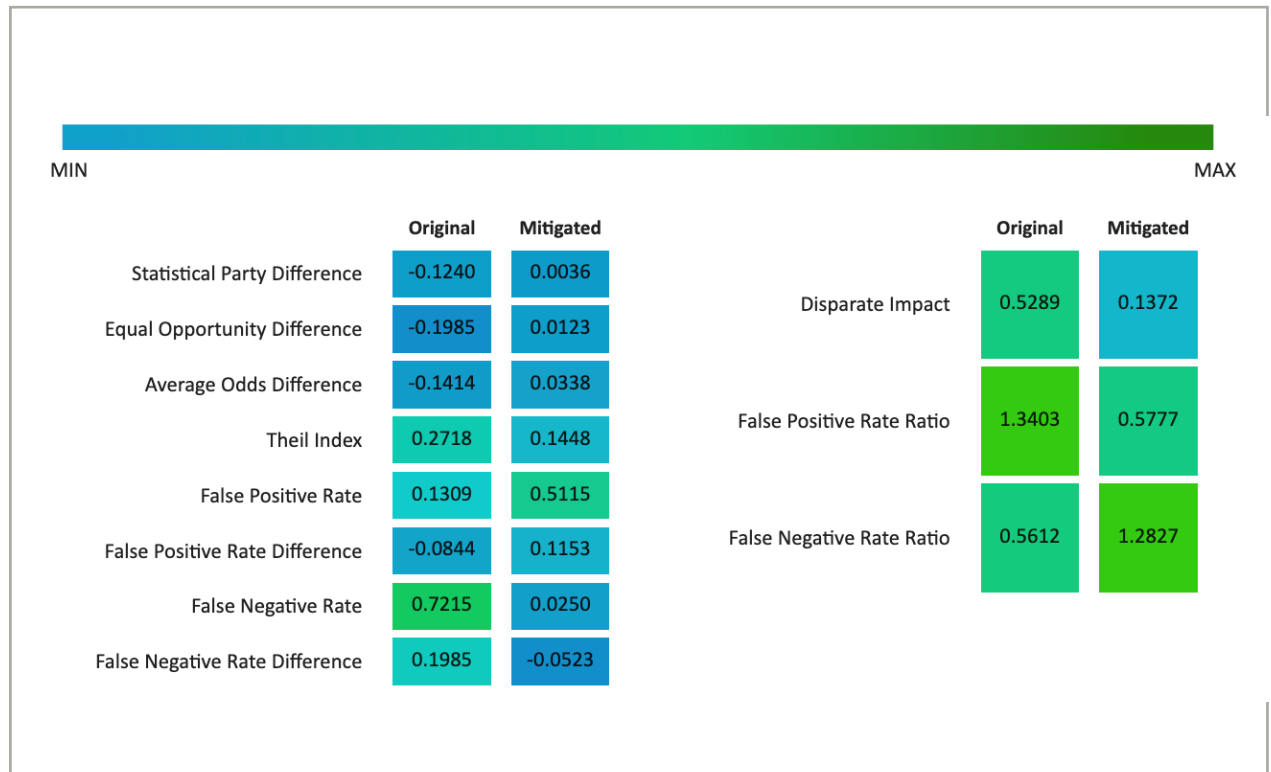 MIN MAX
Original Mitigated
Statistical Party Difference -0.1240 0.0036
Equal Opportunity Difference -0.1985 0.0123
Average Odds Difference -0.1414 0.0338
Theil Index 0.2718 0.1448
False Positive Rate 0.1309 0.5115
False Positive Rate Difference -0.0844 0.1153
False Negative Rate 0.7215 0.0250
False Negative Rate Difference 0.1985 -0.0523
Original Mitigated
Disparate Impact 0.5289 0.1372
False Positive Rate Ratio 1.3403 0.5777
False Negative Rate Ratio 0.5612 1.2827